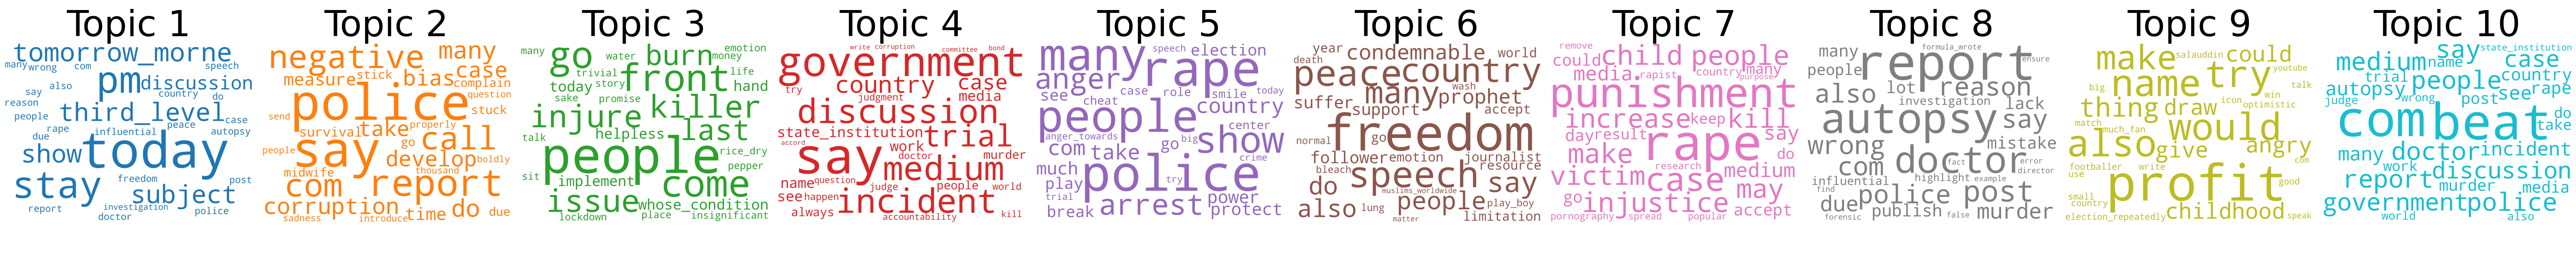 Topic 1
tomorrow_morne
many wrong com speech
pm discussion
also country
say do
reason third_level
people case
due rape influential peace autopsy
show today
freedom post
stay subject
report investigation police
doctor
Topic 2
negative many
measure stick bias case
complain
police question
send stuck
survival take properly call
people say go develop boldly
midwife thousand
com report
corruption time do due
sadness introduce
Topic 3
many go water burn emotion
money
trivial front life
today story hand
sake promise killer
injure last
talk helpless
people pepper
rice_dry
sit implement come
issue whose_condition
lockdown place insignificant
Topic 4
write corruption committee bond
government
try country case
judgment media
discussion
state_institution trial
accord work
doctor murder
say medium
name question judge people world
see happen incident
always accountability kill
Topic 5
many speech election
anger rape
see cheat case role smile today
people country
anger_towards big center
com take go show
much police crime
play try
trial arrest power
break protect
Topic 6
year condemnable world
death
peace country
many wash prophet
suffer support accept
normal freedom
go
follower emotion journalist
bleach speech resource
do muslims_worldwide say
also lung people play_boy
matter limitation
Topic 7
remove child people
could media rapist country many
purpose
punishment
increase keep kill
day result say
make rape do
research
victim case medium
go injustice may
pornography spread popular accept
Topic 8
many formula_wrote
report ensure
people
also lot reason
investigation lack
autopsy say
wrong mistake
com doctor
fact error
influential highlight example director
find
due police post
publish murder
forensic false
Topic 9
make salauddin could
youtube
name try
big icon win talk
thing draw optimistic
match much_fan would
also give angry
footballer write com
use profit
small good
country childhood
election_repeatedly speak
Topic 10
say state_institution
medium name case
trial people country
autopsy rape
judge wrong post see
com beat do
take
many doctor incident
work discussion
report murder media
government police
world also